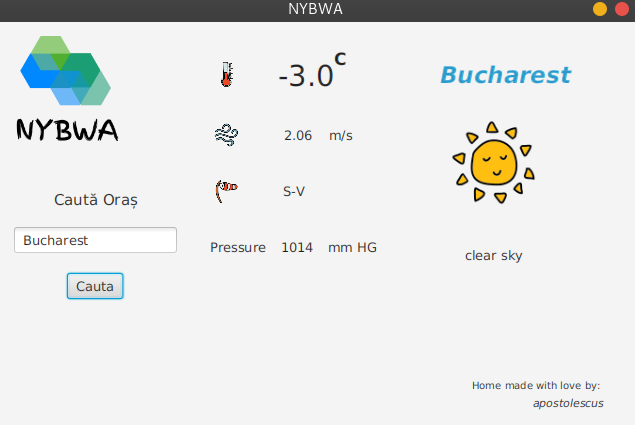 NYBWA
NYBWA
Caută Oraș
Bucharest
Cauta
-3.0 C
2.06 m/s
S-V
Pressure 1014 mm HG
Bucharest
clear sky
Home made with love by:
apostolescus